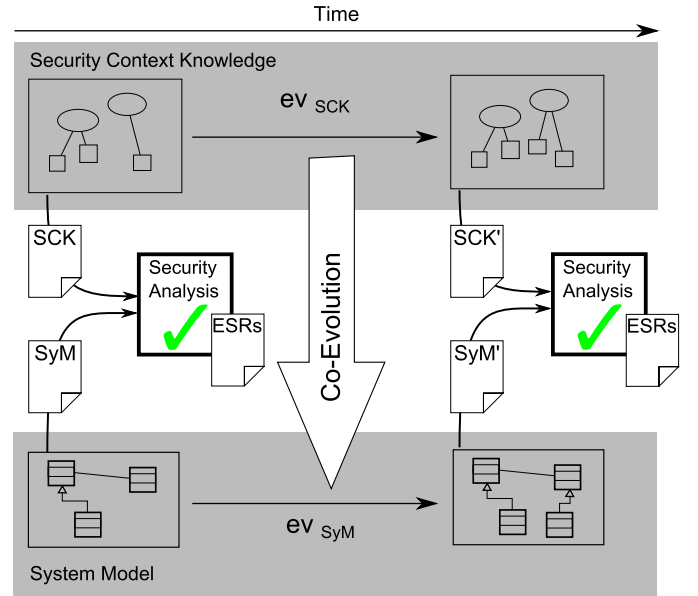 Time
Security Context Knowledge
ev SCK
SCK
SCK'
Security
Analysis
ESRs
Security
Analysis
ESRs
Co-Evolution
SyM
SyM'
ev SyM
System Model